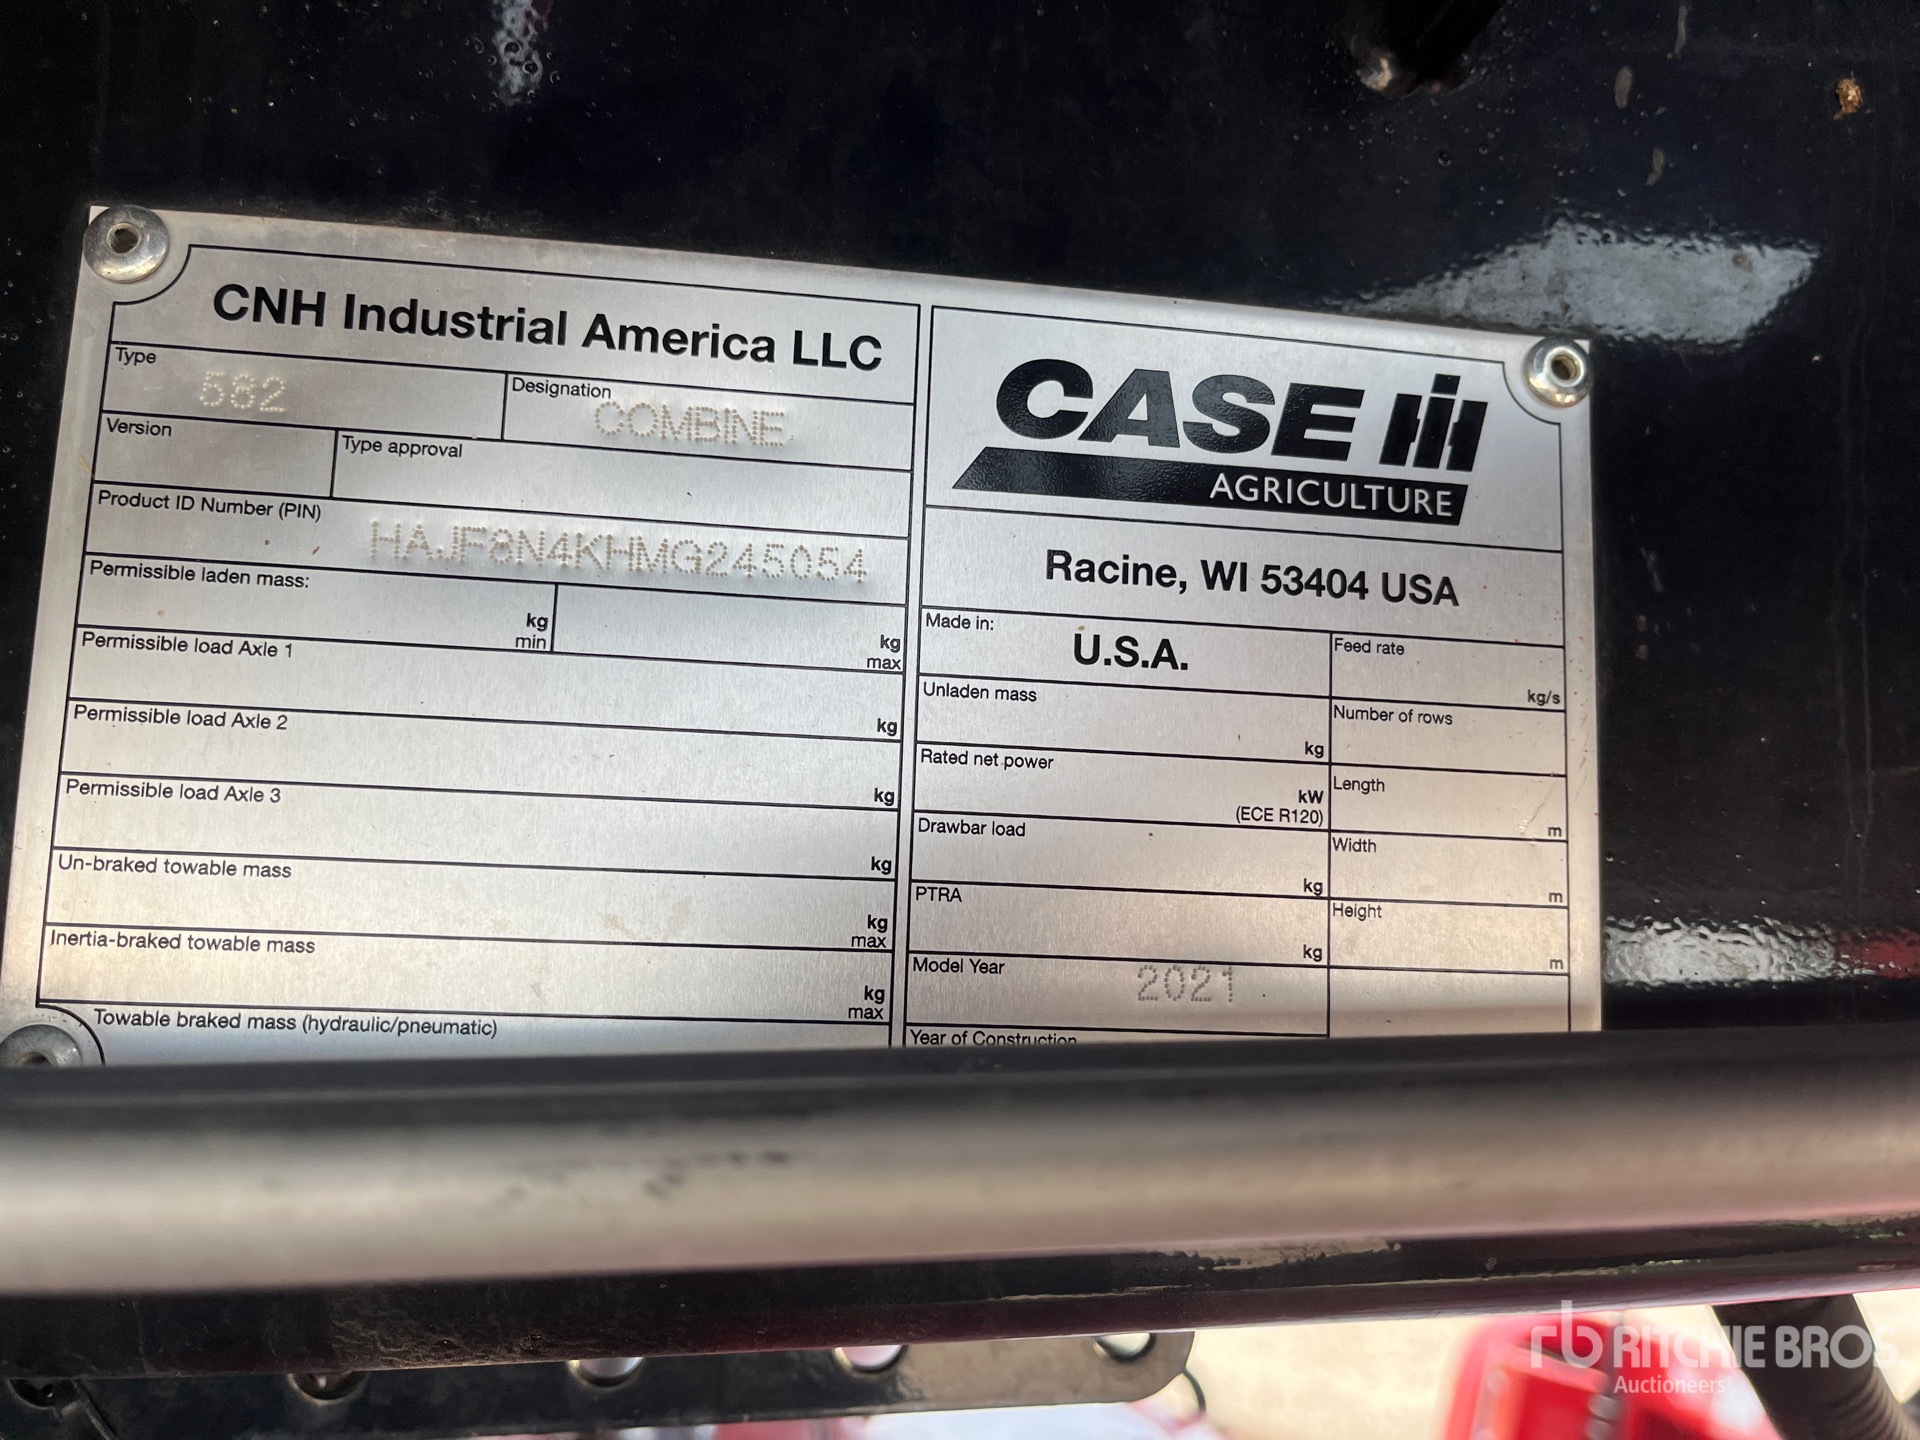 CNH Industrial America LLC
Type
582
Designation
COMBINE
Version
Type approval
Product ID Number (PIN)
HAJF8N4KHMG245054
Permissible laden mass:
kg
min
kg
max
Permissible load Axle 1
kg
Permissible load Axle 2
kg
Permissible load Axle 3
kg
Un-braked towable mass
kg
max
Inertia-braked towable mass
kg
max
Towable braked mass (hydraulic/pneumatic)
CASE IH
AGRICULTURE
Racine, WI 53404 USA
Made in:
U.S.A.
Feed rate
kg/s
Unladen mass
kg
Number of rows
Rated net power
kW
(ECE R120)
Length
m
Drawbar load
kg
Width
m
PTRA
kg
Height
m
Model Year
2021
Year of Construction
rb RITCHIE BROS.
Auctioneers